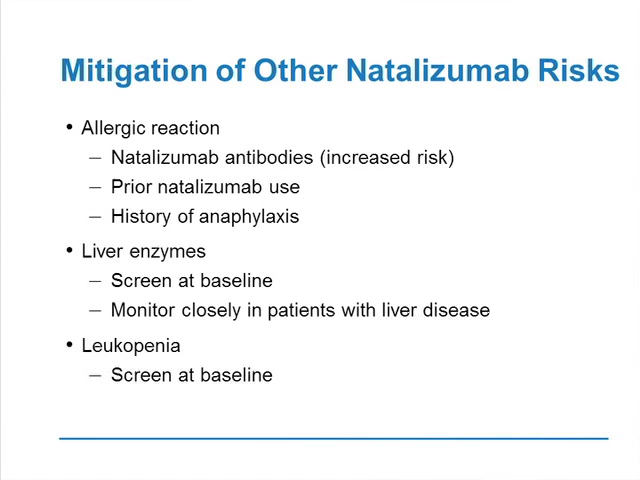 Mitigation of Other Natalizumab Risks
• Allergic reaction
– Natalizumab antibodies (increased risk)
– Prior natalizumab use
– History of anaphylaxis
• Liver enzymes
– Screen at baseline
– Monitor closely in patients with liver disease
• Leukopenia
– Screen at baseline